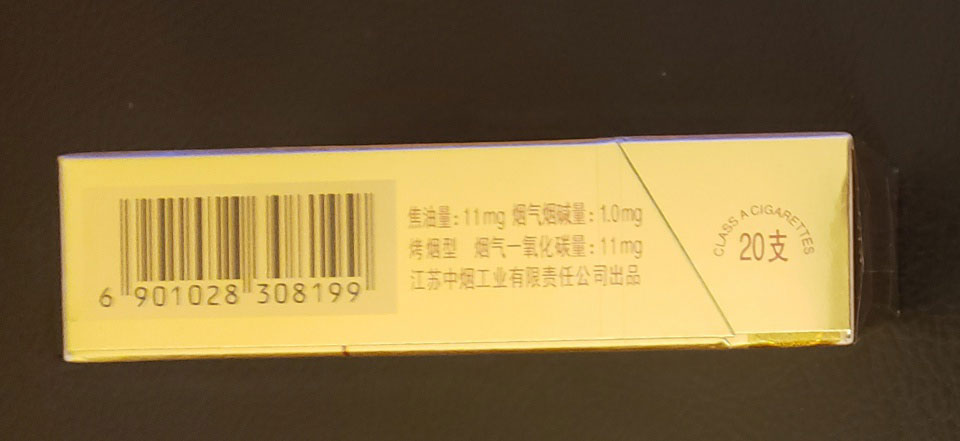 6 901028 308199
焦油量:11mg 烟气烟碱量:1.0mg
烤烟型 烟气一氧化碳量:11mg
江苏中烟工业有限责任公司出品
CLASS A CIGARETTES
20支